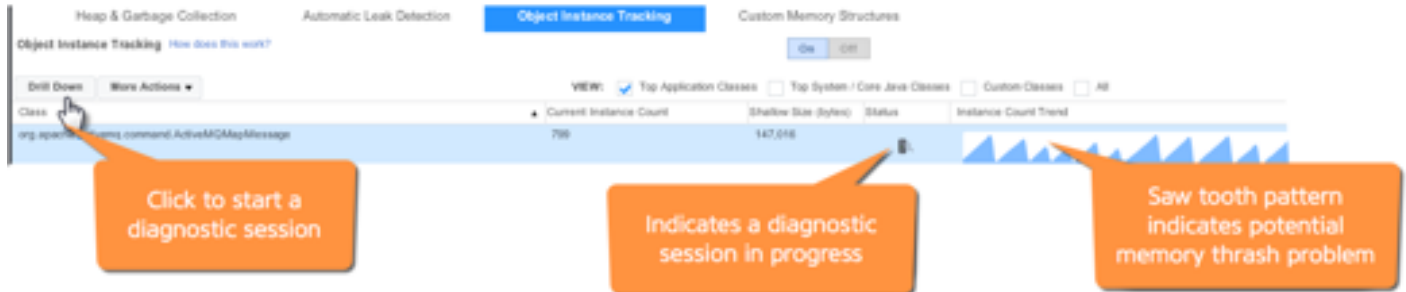 Heap & Garbage Collection Automatic Leak Detection Object Instance Tracking Custom Memory Structures
Object Instance Tracking How does this work? On Off
Drill Down More Actions VIEW: Top Application Classes Top System / Core Java Classes Custom Classes All
Class Current Instance Count Shallow Size (bytes) Status Instance Count Trend
command.ActiveMQMapMessage 799 147,016
Click to start a
diagnostic session
Indicates a diagnostic
session in progress
Saw tooth pattern
indicates potential
memory thrash problem